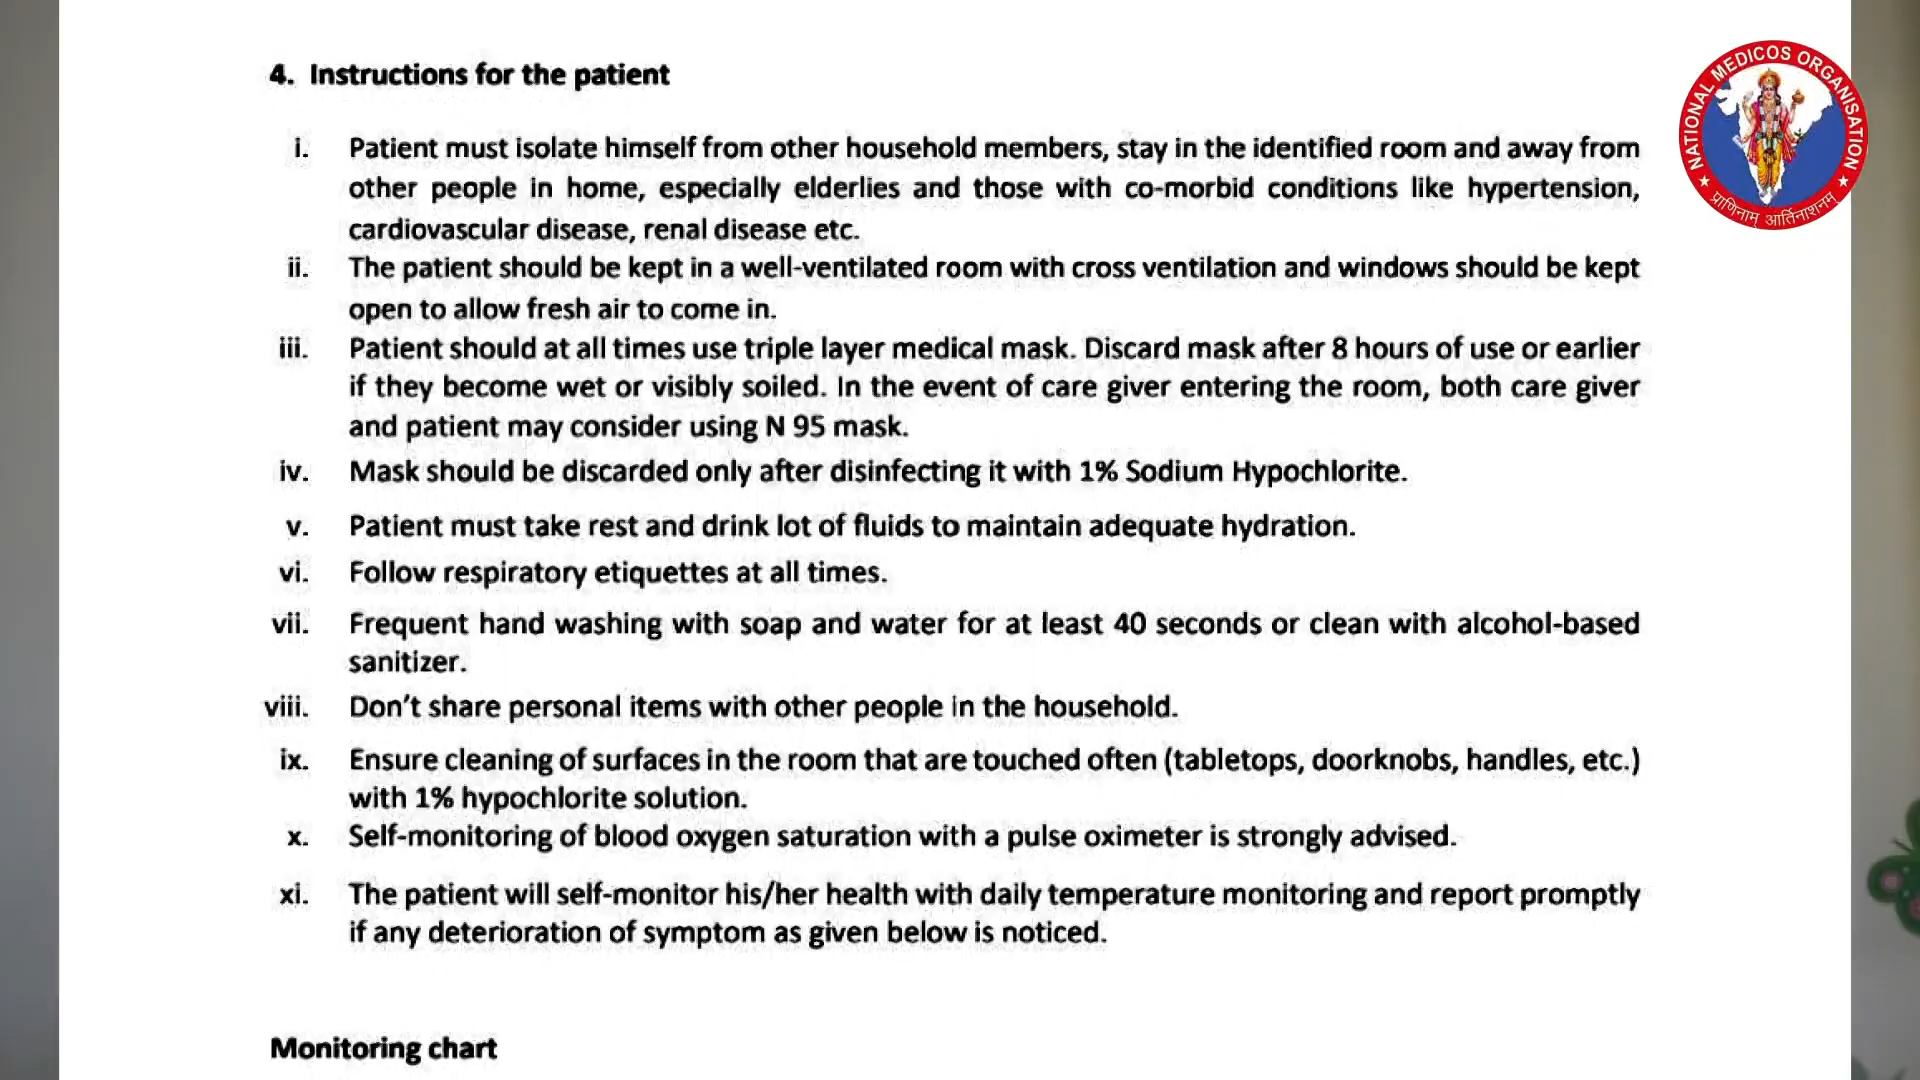 4. Instructions for the patient
i. Patient must isolate himself from other household members, stay in the identified room and away from
other people in home, especially elderlies and those with co-morbid conditions like hypertension,
cardiovascular disease, renal disease etc.
ii. The patient should be kept in a well-ventilated room with cross ventilation and windows should be kept
open to allow fresh air to come in.
iii. Patient should at all times use triple layer medical mask. Discard mask after 8 hours of use or earlier
if they become wet or visibly soiled. In the event of care giver entering the room, both care giver
and patient may consider using N 95 mask.
iv. Mask should be discarded only after disinfecting it with 1% Sodium Hypochlorite.
v. Patient must take rest and drink lot of fluids to maintain adequate hydration.
vi. Follow respiratory etiquettes at all times.
vii. Frequent hand washing with soap and water for at least 40 seconds or clean with alcohol-based
sanitizer.
viii. Don't share personal items with other people in the household.
ix. Ensure cleaning of surfaces in the room that are touched often (tabletops, doorknobs, handles, etc.)
with 1% hypochlorite solution.
x. Self-monitoring of blood oxygen saturation with a pulse oximeter is strongly advised.
xi. The patient will self-monitor his/her health with daily temperature monitoring and report promptly
if any deterioration of symptom as given below is noticed.
Monitoring chart
NATIONAL MEDICOS ORGANISATION
प्राणिनाम् आर्तिनाशनम्